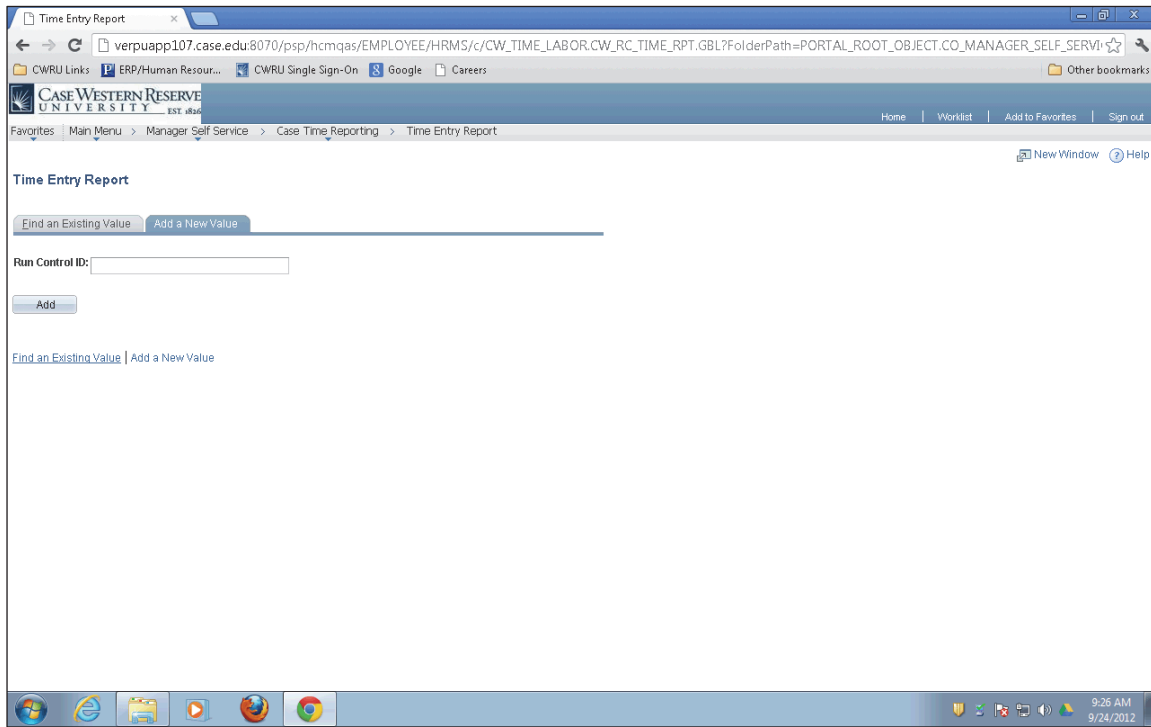 Time Entry Report
verpuapp107.case.edu:8070/psp/hcmqas/EMPLOYEE/HRMS/c/CW_TIME_LABOR.CW_RC_TIME_RPT.GBL?FolderPath=PORTAL_ROOT_OBJECT.CO_MANAGER_SELF_SERVI
CWRU Links ERP/Human Resour... CWRU Single Sign-On Google Careers Other bookmarks
CASE WESTERN RESERVE
UNIVERSITY EST. 1826
Home | Worklist | Add to Favorites | Sign out
Favorites Main Menu > Manager Self Service > Case Time Reporting > Time Entry Report
New Window ? Help
Time Entry Report
Find an Existing Value Add a New Value
Run Control ID:
Add
Find an Existing Value | Add a New Value
9:26 AM
9/24/2012